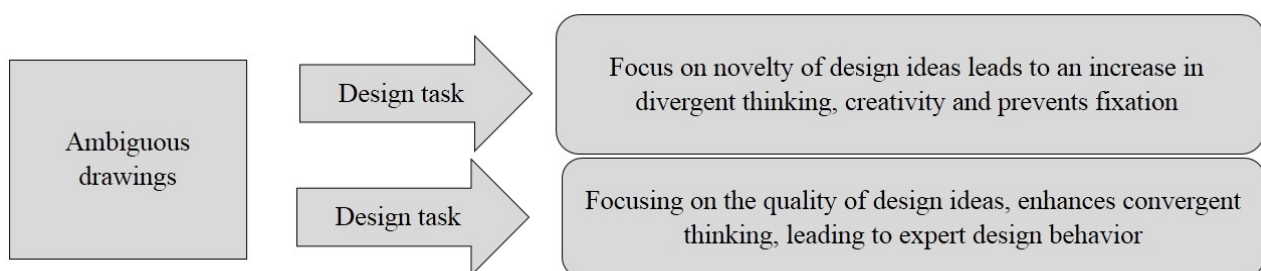 Ambiguous
drawings
Design task
Focus on novelty of design ideas leads to an increase in
divergent thinking, creativity and prevents fixation
Design task
Focusing on the quality of design ideas, enhances convergent
thinking, leading to expert design behavior